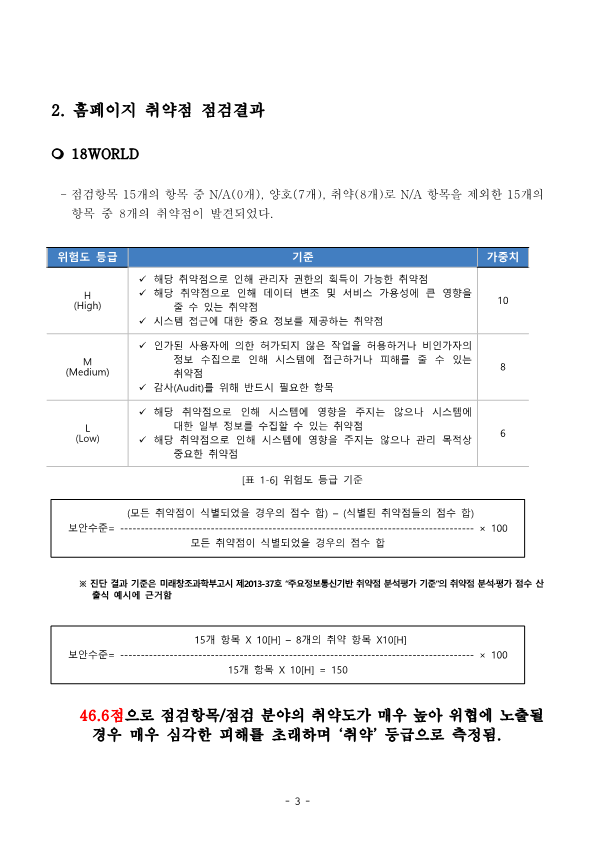 2. 홈페이지 취약점 점검결과
❍ 18WORLD
- 점검항목 15개의 항목 중 N/A(0개), 양호(7개), 취약(8개)로 N/A 항목을 제외한 15개의
항목 중 8개의 취약점이 발견되었다.
위험도 등급 기준 가중치
H
(High)
✓ 해당 취약점으로 인해 관리자 권한의 획득이 가능한 취약점
✓ 해당 취약점으로 인해 데이터 변조 및 서비스 가용성에 큰 영향을
줄 수 있는 취약점
✓ 시스템 접근에 대한 중요 정보를 제공하는 취약점
10
M
(Medium)
✓ 인가된 사용자에 의한 허가되지 않은 작업을 허용하거나 비인가자의
정보 수집으로 인해 시스템에 접근하거나 피해를 줄 수 있는
취약점
✓ 감사(Audit)를 위해 반드시 필요한 항목
8
L
(Low)
✓ 해당 취약점으로 인해 시스템에 영향을 주지는 않으나 시스템에
대한 일부 정보를 수집할 수 있는 취약점
✓ 해당 취약점으로 인해 시스템에 영향을 주지는 않으나 관리 목적상
중요한 취약점
6
[표 1-6] 위험도 등급 기준
(모든 취약점이 식별되었을 경우의 점수 합) – (식별된 취약점들의 점수 합)
보안수준= -------------------------------------------------------------------------------------- × 100
모든 취약점이 식별되었을 경우의 점수 합
※ 진단 결과 기준은 미래창조과학부고시 제2013-37호 “주요정보통신기반 취약점 분석평가 기준”의 취약점 분석·평가 점수 산
출식 예시에 근거함
15개 항목 X 10[H] – 8개의 취약 항목 X10[H]
보안수준= -------------------------------------------------------------------------------------- × 100
15개 항목 X 10[H] = 150
46.6점으로 점검항목/점검 분야의 취약도가 매우 높아 위협에 노출될
경우 매우 심각한 피해를 초래하며 ‘취약’ 등급으로 측정됨.
- 3 -